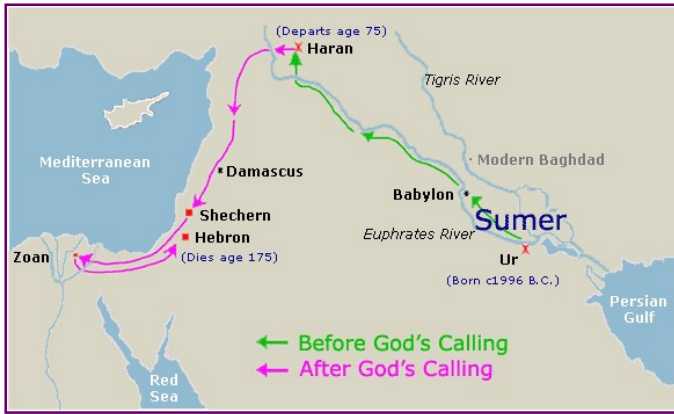 (Departs age 75)
Haran
Tigris River
Mediterranean
Sea
Damascus
Modern Baghdad
Babylon
Shechern
Sumer
Hebron
Euphrates River
Zoan
(Dies age 175)
Ur
(Born c1996 B.C.)
Persian
Gulf
Before God's Calling
After God's Calling
Red
Sea